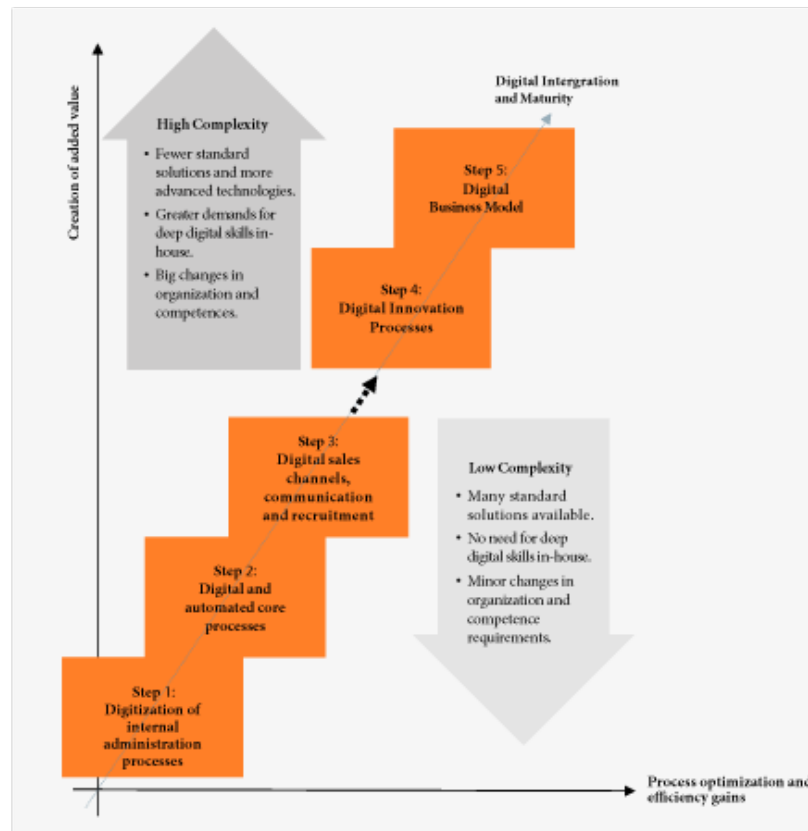 Creation of added value
Digital Intergration
and Maturity
High Complexity
• Fewer standard
solutions and more
advanced technologies.
• Greater demands for
deep digital skills in-
house.
• Big changes in
organization and
competences.
Step 5:
Digital
Business Model
Step 4:
Digital Innovation
Processes
Step 3:
Digital sales
channels,
communication
and recruitment
Low Complexity
• Many standard
solutions available.
• No need for deep
digital skills in-house.
• Minor changes in
organization and
competence
requirements.
Step 2:
Digital and
automated core
processes
Step 1:
Digitization of
internal
administration
processes
Process optimization and
efficiency gains